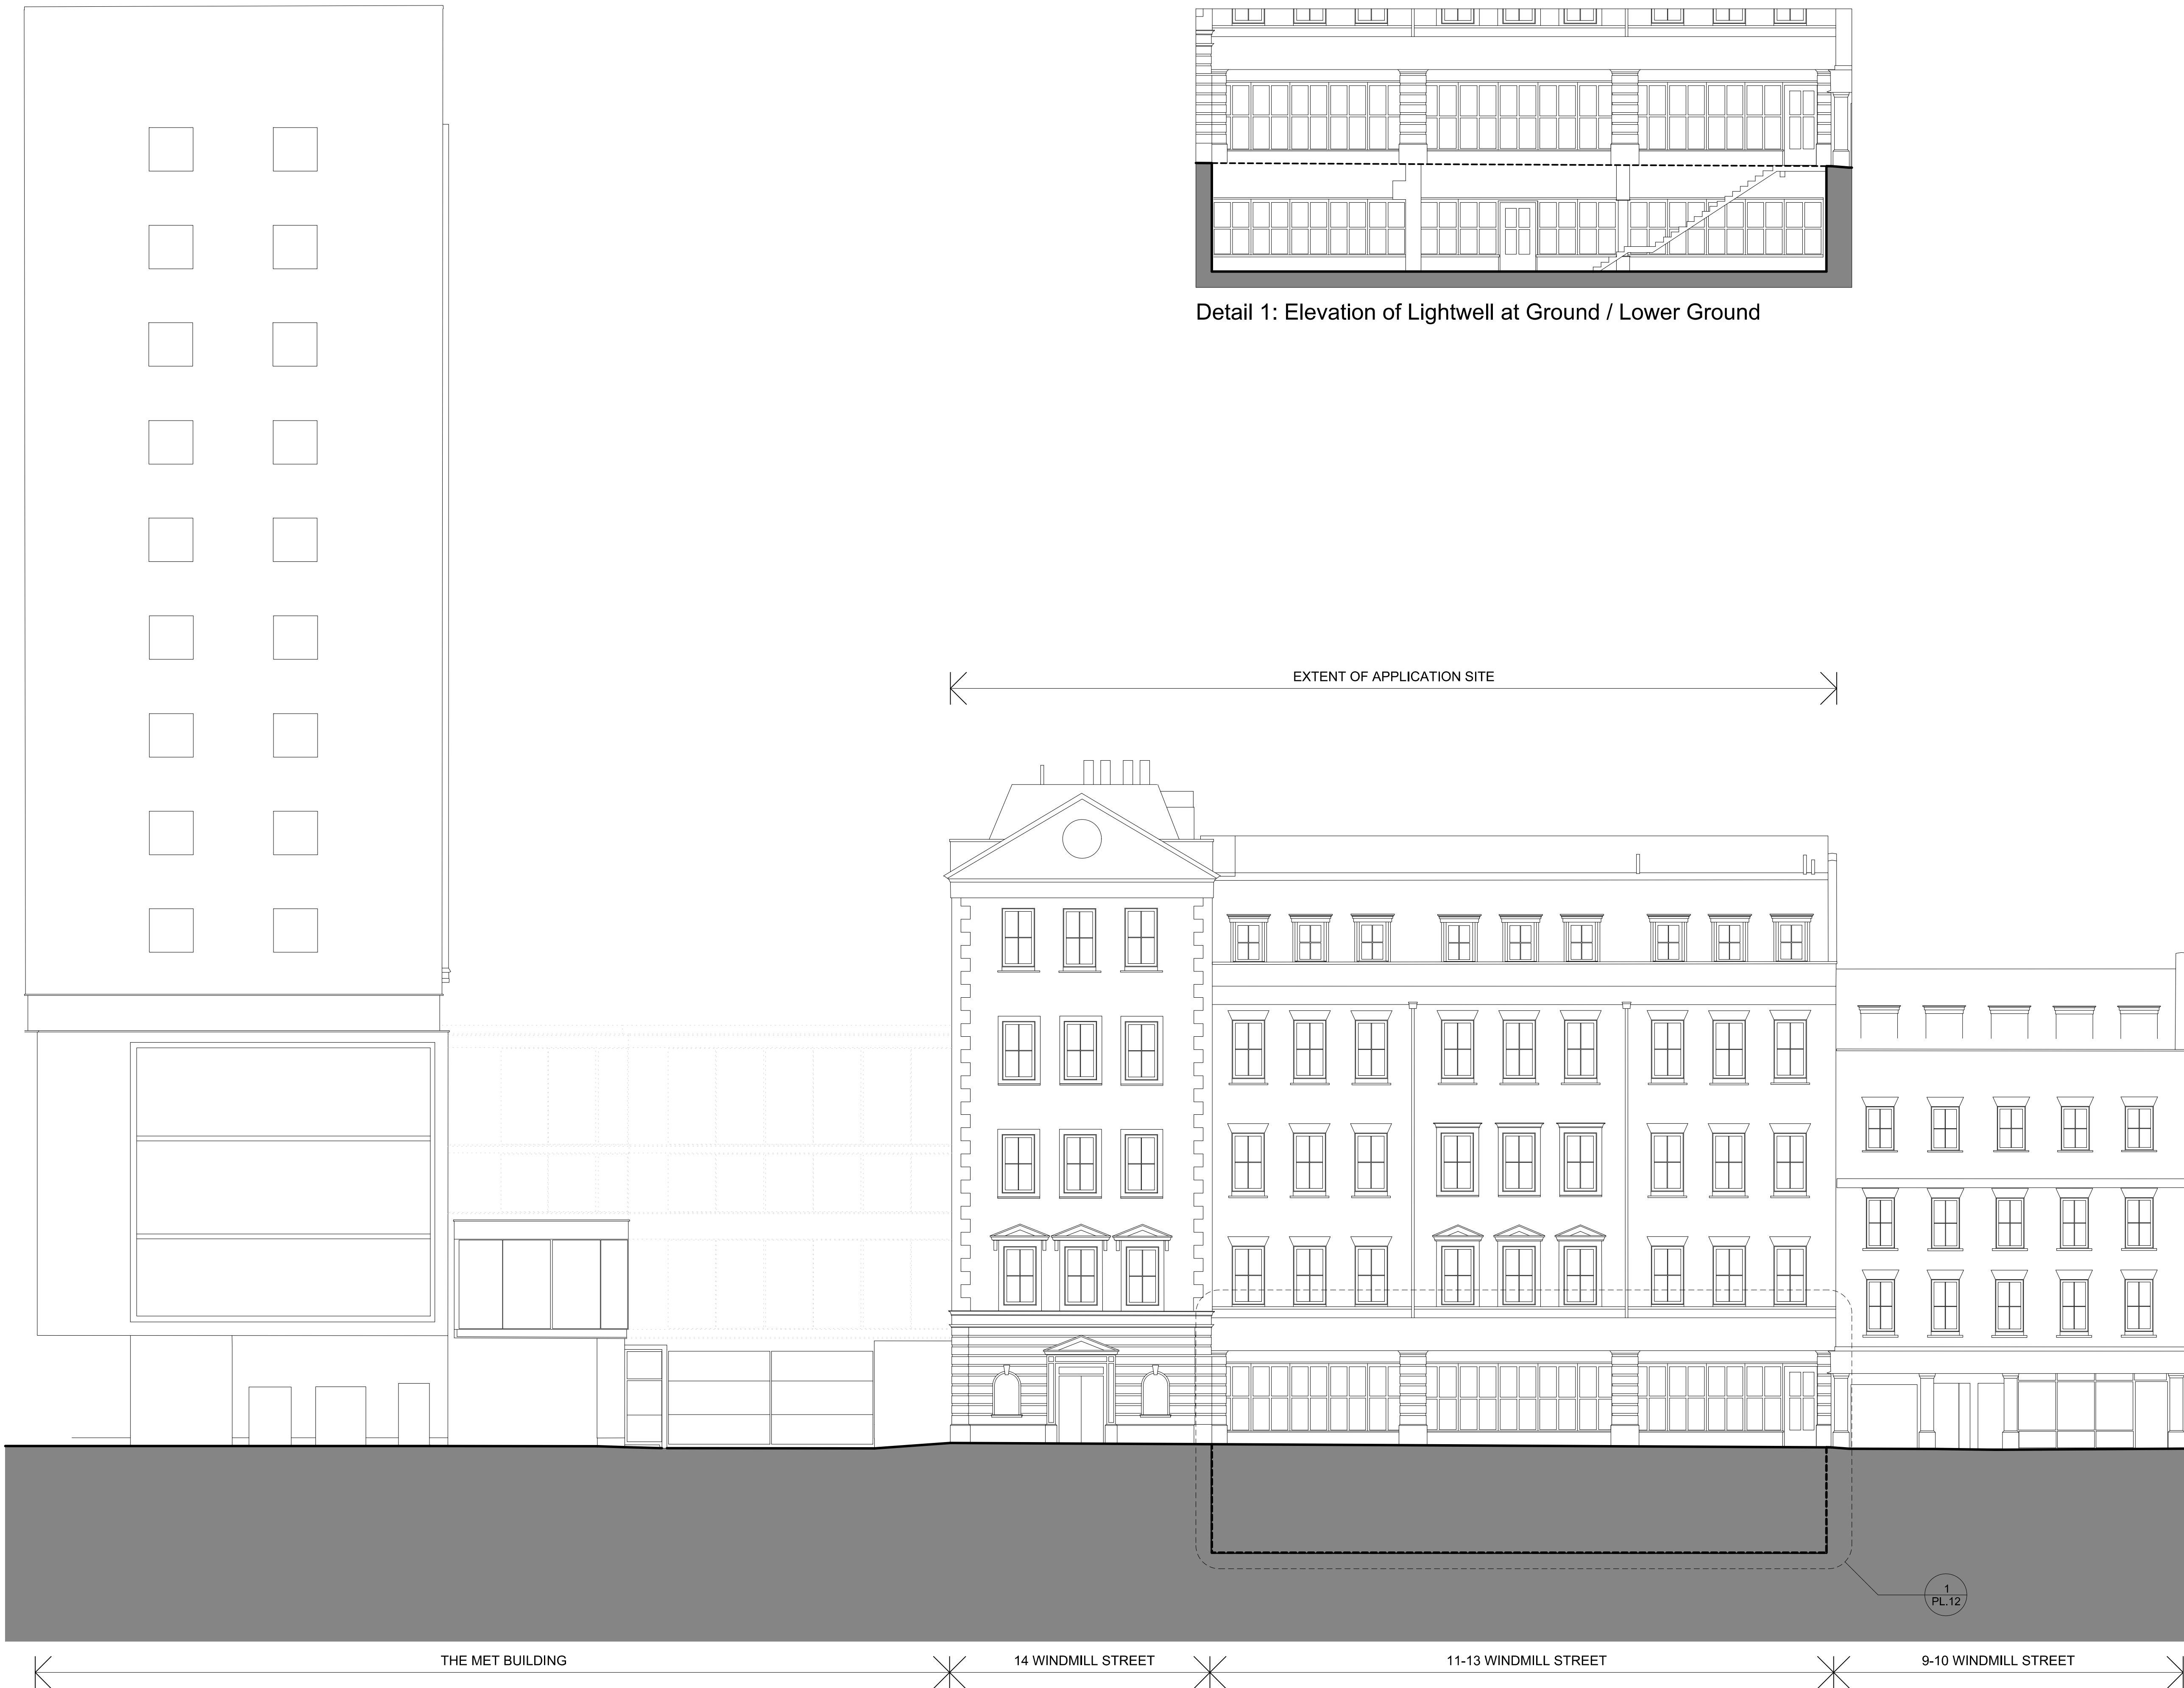 Detail 1: Elevation of Lightwell at Ground / Lower Ground
EXTENT OF APPLICATION SITE
1
PL.12
THE MET BUILDING
14 WINDMILL STREET
11-13 WINDMILL STREET
9-10 WINDMILL STREET